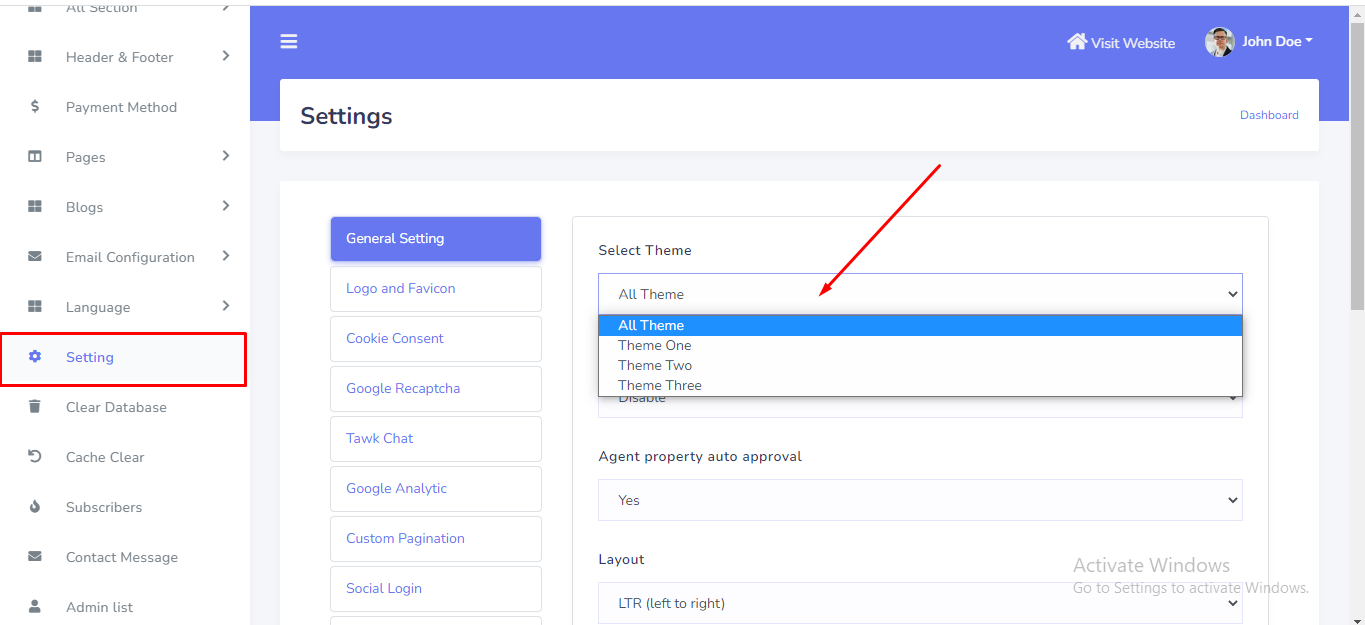 All Section
Header & Footer
Payment Method
Pages
Blogs
Email Configuration
Language
Setting
Clear Database
Cache Clear
Subscribers
Contact Message
Admin list
Visit Website
John Doe
Settings
Dashboard
General Setting
Logo and Favicon
Cookie Consent
Google Recaptcha
Tawk Chat
Google Analytic
Custom Pagination
Social Login
Select Theme
All Theme
All Theme
Theme One
Theme Two
Theme Three
Disable
Agent property auto approval
Yes
Layout
LTR (left to right)
Activate Windows
Go to Settings to activate Windows.